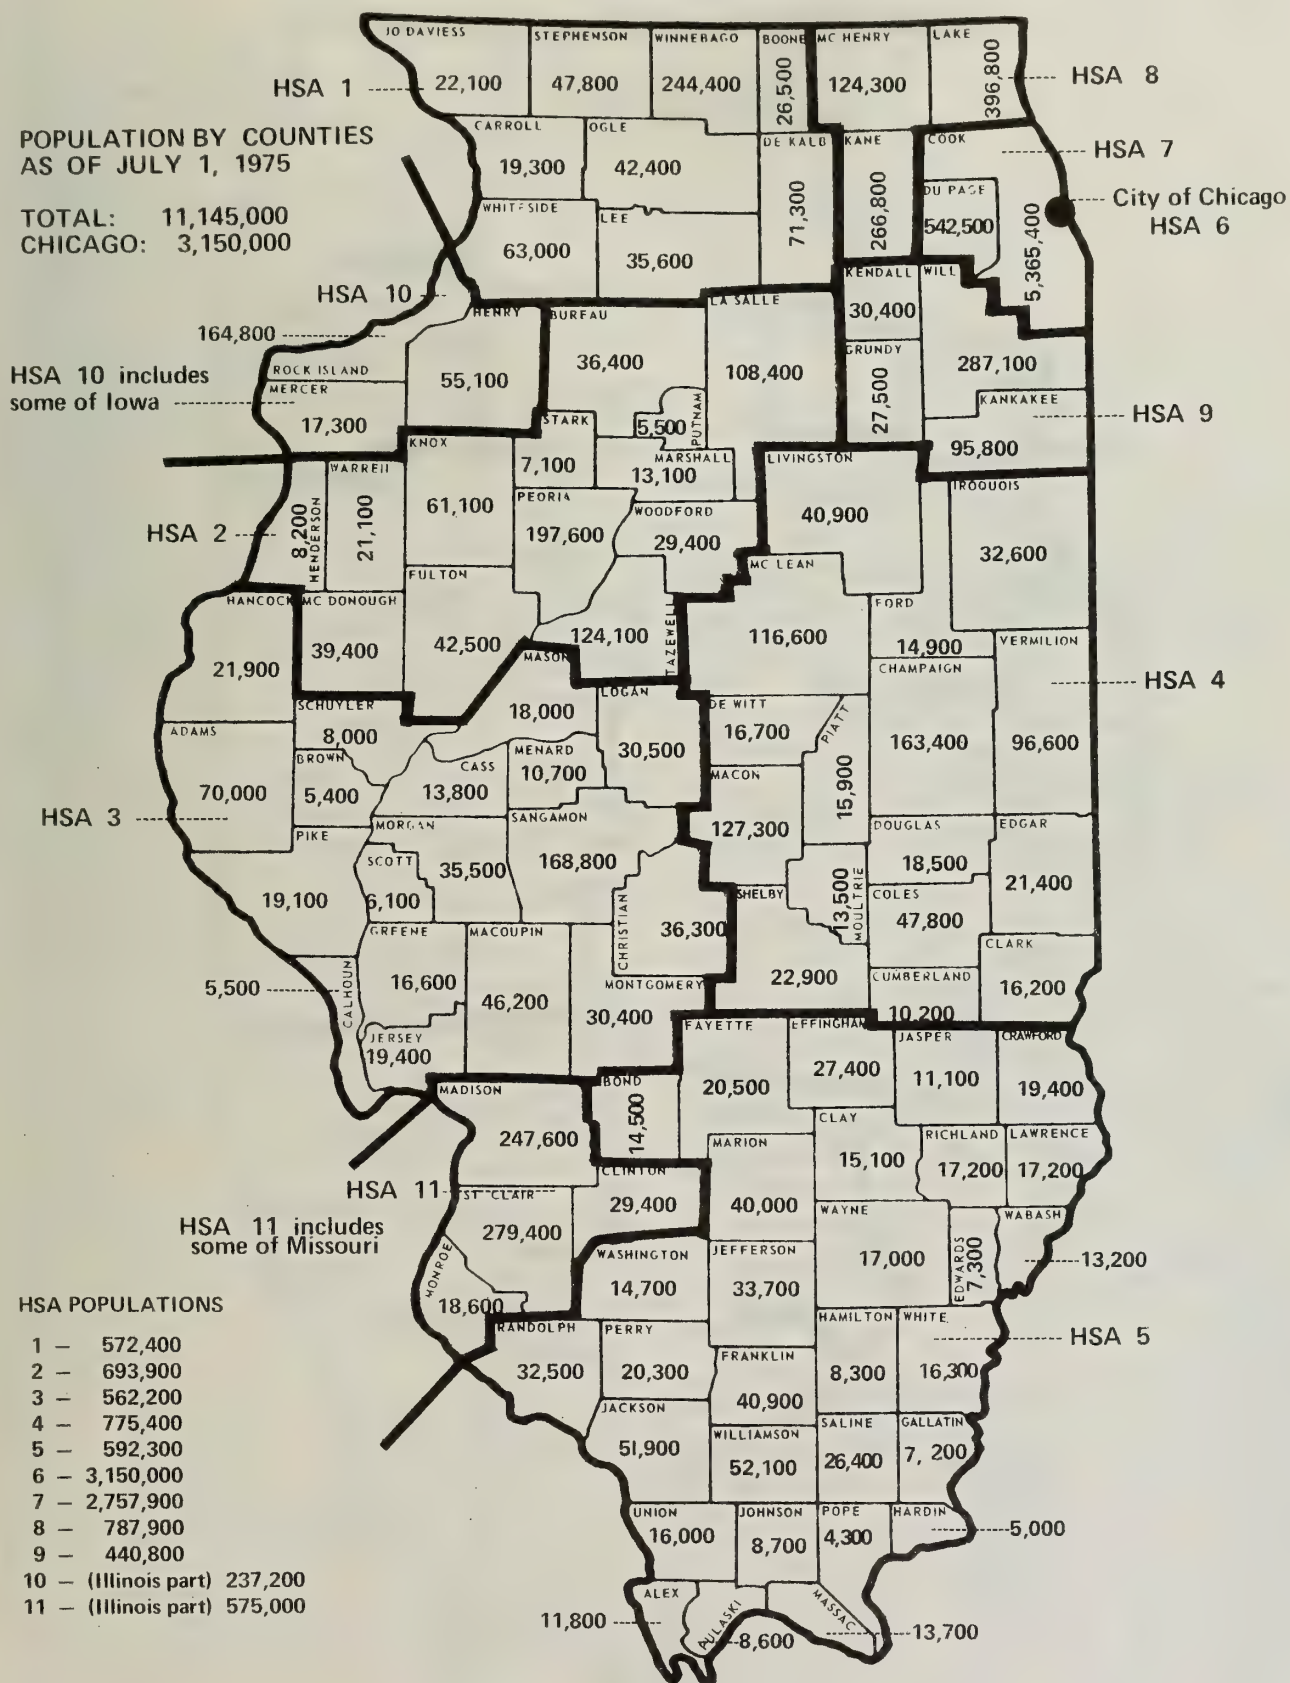 JO DAVIESS
22,100
STEPHENSON
47,800
WINNEBAGO
244,400
BOONE
26,500
MC HENRY
124,300
LAKE
396,800
HSA 1
HSA 8
POPULATION BY COUNTIES
AS OF JULY 1, 1975
TOTAL: 11,145,000
CHICAGO: 3,150,000
CARROLL
19,300
OGLE
42,400
DE KALB
71,300
KANE
266,800
COOK
5,365,400
HSA 7
DU PAGE
542,500
City of Chicago
HSA 6
WHITESIDE
63,000
LEE
35,600
HSA 10
164,800
ROCK ISLAND
HSA 10 includes
some of Iowa
MERCER
17,300
HENRY
55,100
BUREAU
36,400
LA SALLE
108,400
KENDALL
30,400
WILL
287,100
GRUNDY
27,500
KANKAKEE
95,800
HSA 9
PUTNAM
5,500
STARK
7,100
MARSHALL
13,100
KNOX
61,100
WARREN
21,100
HENDERSON
8,200
HSA 2
PEORIA
197,600
WOODFORD
29,400
LIVINGSTON
40,900
IROQUOIS
32,600
MC LEAN
116,600
FORD
14,900
VERMILION
96,600
HSA 4
FULTON
42,500
TAZEWELL
124,100
HANCOCK
21,900
MC DONOUGH
39,400
MASON
18,000
LOGAN
30,500
DE WITT
16,700
PIATT
15,900
CHAMPAIGN
163,400
SCHUYLER
8,000
ADAMS
70,000
BROWN
5,400
CASS
13,800
MENARD
10,700
MACON
127,300
HSA 3
PIKE
19,100
MORGAN
35,500
SCOTT
6,100
SANGAMON
168,800
CHRISTIAN
36,300
DOUGLAS
18,500
EDGAR
21,400
MOULTRIE
13,500
SHELBY
22,900
COLES
47,800
CLARK
16,200
CUMBERLAND
10,200
GREENE
16,600
MACOUPIN
46,200
MONTGOMERY
30,400
CALHOUN
5,500
JERSEY
19,400
FAYETTE
20,500
EFFINGHAM
27,400
JASPER
11,100
CRAWFORD
19,400
MADISON
247,600
BOND
14,500
CLAY
15,100
RICHLAND
17,200
LAWRENCE
17,200
MARION
40,000
CLINTON
29,400
HSA 11
ST CLAIR
279,400
HSA 11 includes
some of Missouri
WAYNE
17,000
EDWARDS
7,300
WABASH
13,200
MONROE
18,600
WASHINGTON
14,700
JEFFERSON
33,700
HAMILTON
8,300
WHITE
16,300
HSA 5
RANDOLPH
32,500
PERRY
20,300
FRANKLIN
40,900
JACKSON
51,900
WILLIAMSON
52,100
SALINE
26,400
GALLATIN
7, 200
UNION
16,000
JOHNSON
8,700
POPE
4,300
HARDIN
5,000
ALEX
11,800
PULASKI
8,600
MASSAC
13,700
HSA POPULATIONS
1 – 572,400
2 – 693,900
3 – 562,200
4 – 775,400
5 – 592,300
6 – 3,150,000
7 – 2,757,900
8 – 787,900
9 – 440,800
10 – (Illinois part) 237,200
11 – (Illinois part) 575,000